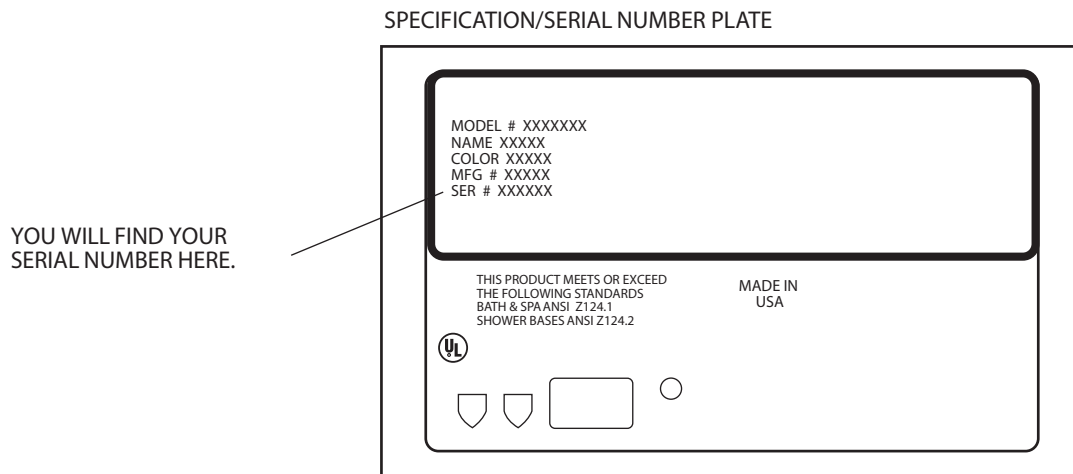 SPECIFICATION/SERIAL NUMBER PLATE
MODEL # XXXXXXX
NAME XXXXX
COLOR XXXXX
MFG # XXXXX
SER # XXXXXX
YOU WILL FIND YOUR
SERIAL NUMBER HERE.
THIS PRODUCT MEETS OR EXCEED
THE FOLLOWING STANDARDS
BATH & SPA ANSI Z124.1
SHOWER BASES ANSI Z124.2
MADE IN
USA
UL